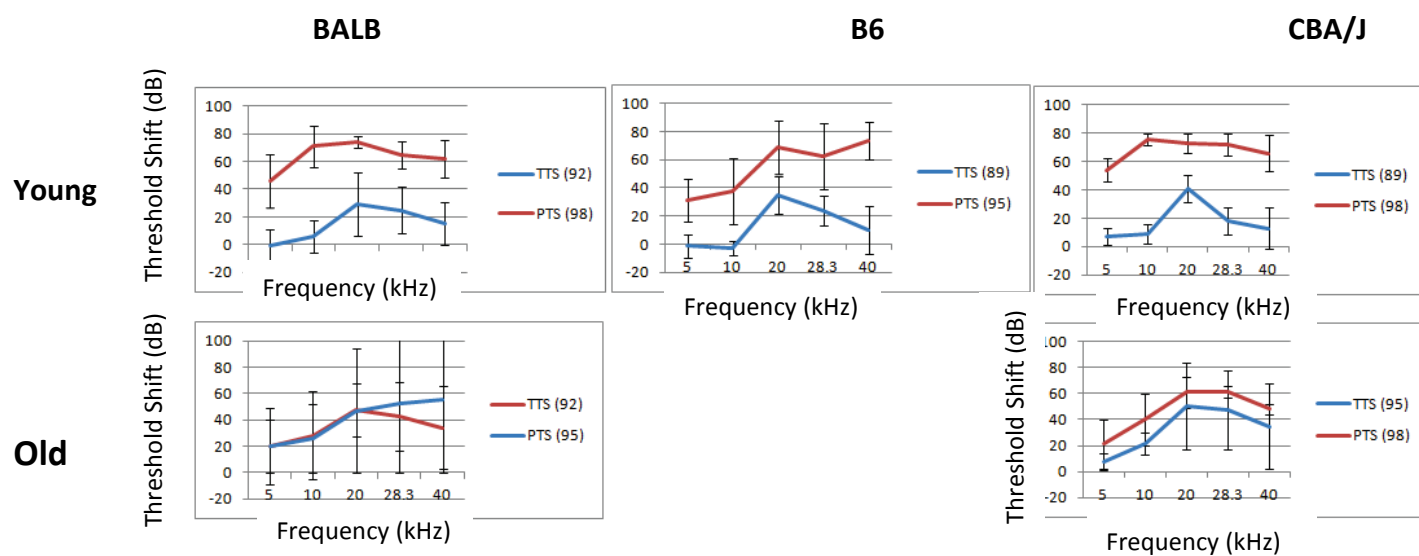 BALB B6 CBA/J
Young
Threshold Shift (dB)
100
80
60
40
20
0
-20
TTS (92)
PTS (98)
Frequency (kHz)
100
80
60
40
20
0
-20
5 10 20 28.3 40
TTS (89)
PTS (95)
Frequency (kHz)
100
80
60
40
20
0
-20
5 10 20 28.3 40
TTS (89)
PTS (98)
Frequency (kHz)
Old
Threshold Shift (dB)
100
80
60
40
20
0
-20
5 10 20 28.3 40
TTS (92)
PTS (95)
Frequency (kHz)
Threshold Shift (dB)
100
80
60
40
20
0
-20
5 10 20 28.3 40
TTS (95)
PTS (98)
Frequency (kHz)